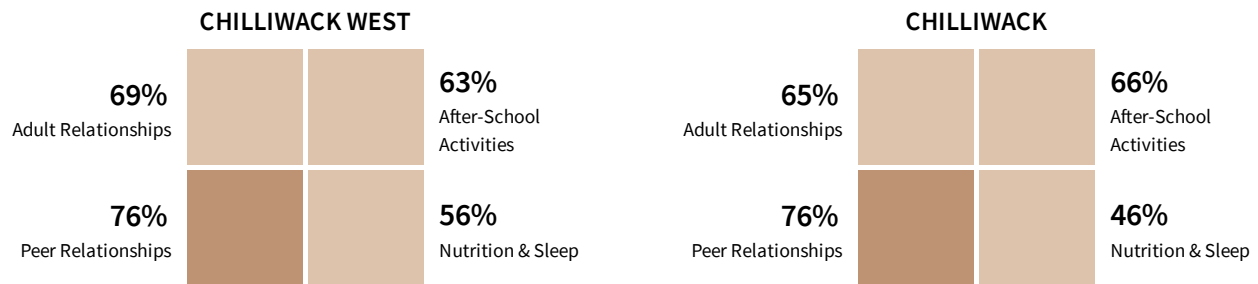 CHILLIWACK WEST
69%
Adult Relationships
63%
After-School
Activities
76%
Peer Relationships
56%
Nutrition & Sleep
CHILLIWACK
65%
Adult Relationships
66%
After-School
Activities
76%
Peer Relationships
46%
Nutrition & Sleep